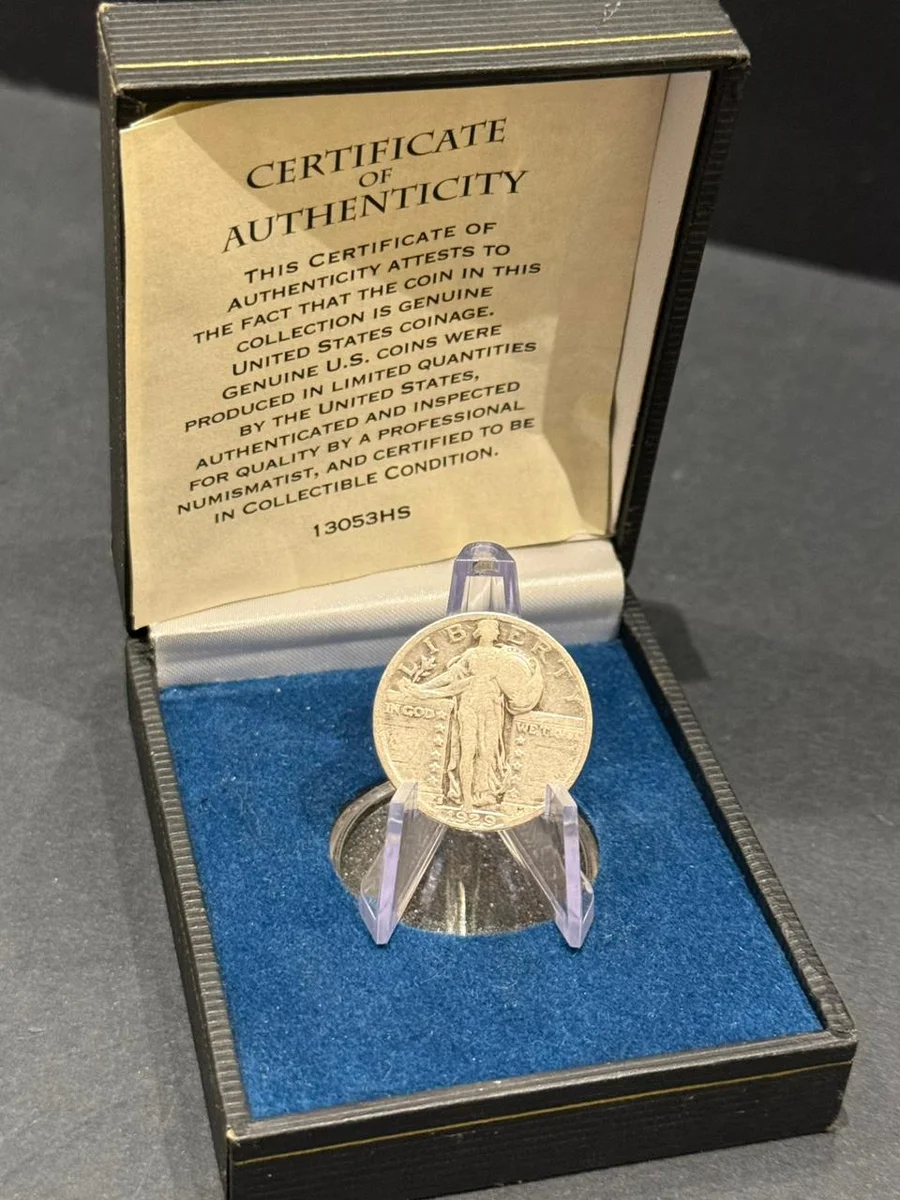 CERTIFICATE
OF
AUTHENTICITY
THIS CERTIFICATE OF
AUTHENTICITY ATTESTS TO
THE FACT THAT THE COIN IN THIS
COLLECTION IS GENUINE
UNITED STATES COINAGE.
GENUINE U.S. COINS WERE
PRODUCED IN LIMITED QUANTITIES
BY THE UNITED STATES,
AUTHENTICATED AND INSPECTED
FOR QUALITY BY A PROFESSIONAL
NUMISMATIST, AND CERTIFIED TO BE
IN COLLECTIBLE CONDITION.
13053HS
LIBERTY
IN GOD WE TRUST
1929